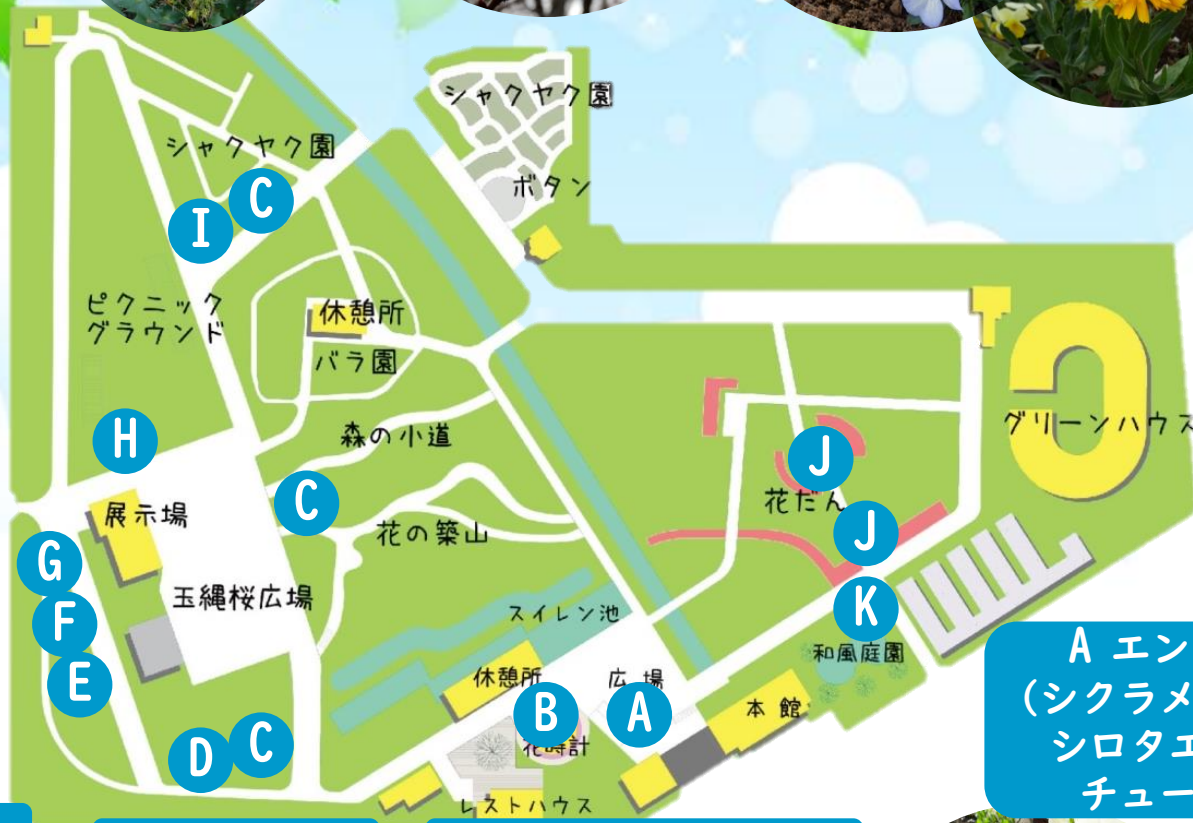 シャクヤク園
シャクヤク園
ボタン
C
I
ピクニック
グラウンド
休憩所
バラ園
グリーンハウス
H
森の小道
J
花だん
展示場
C
花の築山
J
G
玉縄桜広場
スイレン池
F
K
和風庭園
E
休憩所
広場
B
A
本館
花時計
D
C
レストハウス
A エン
(シクラメ
シロタエ
チュー